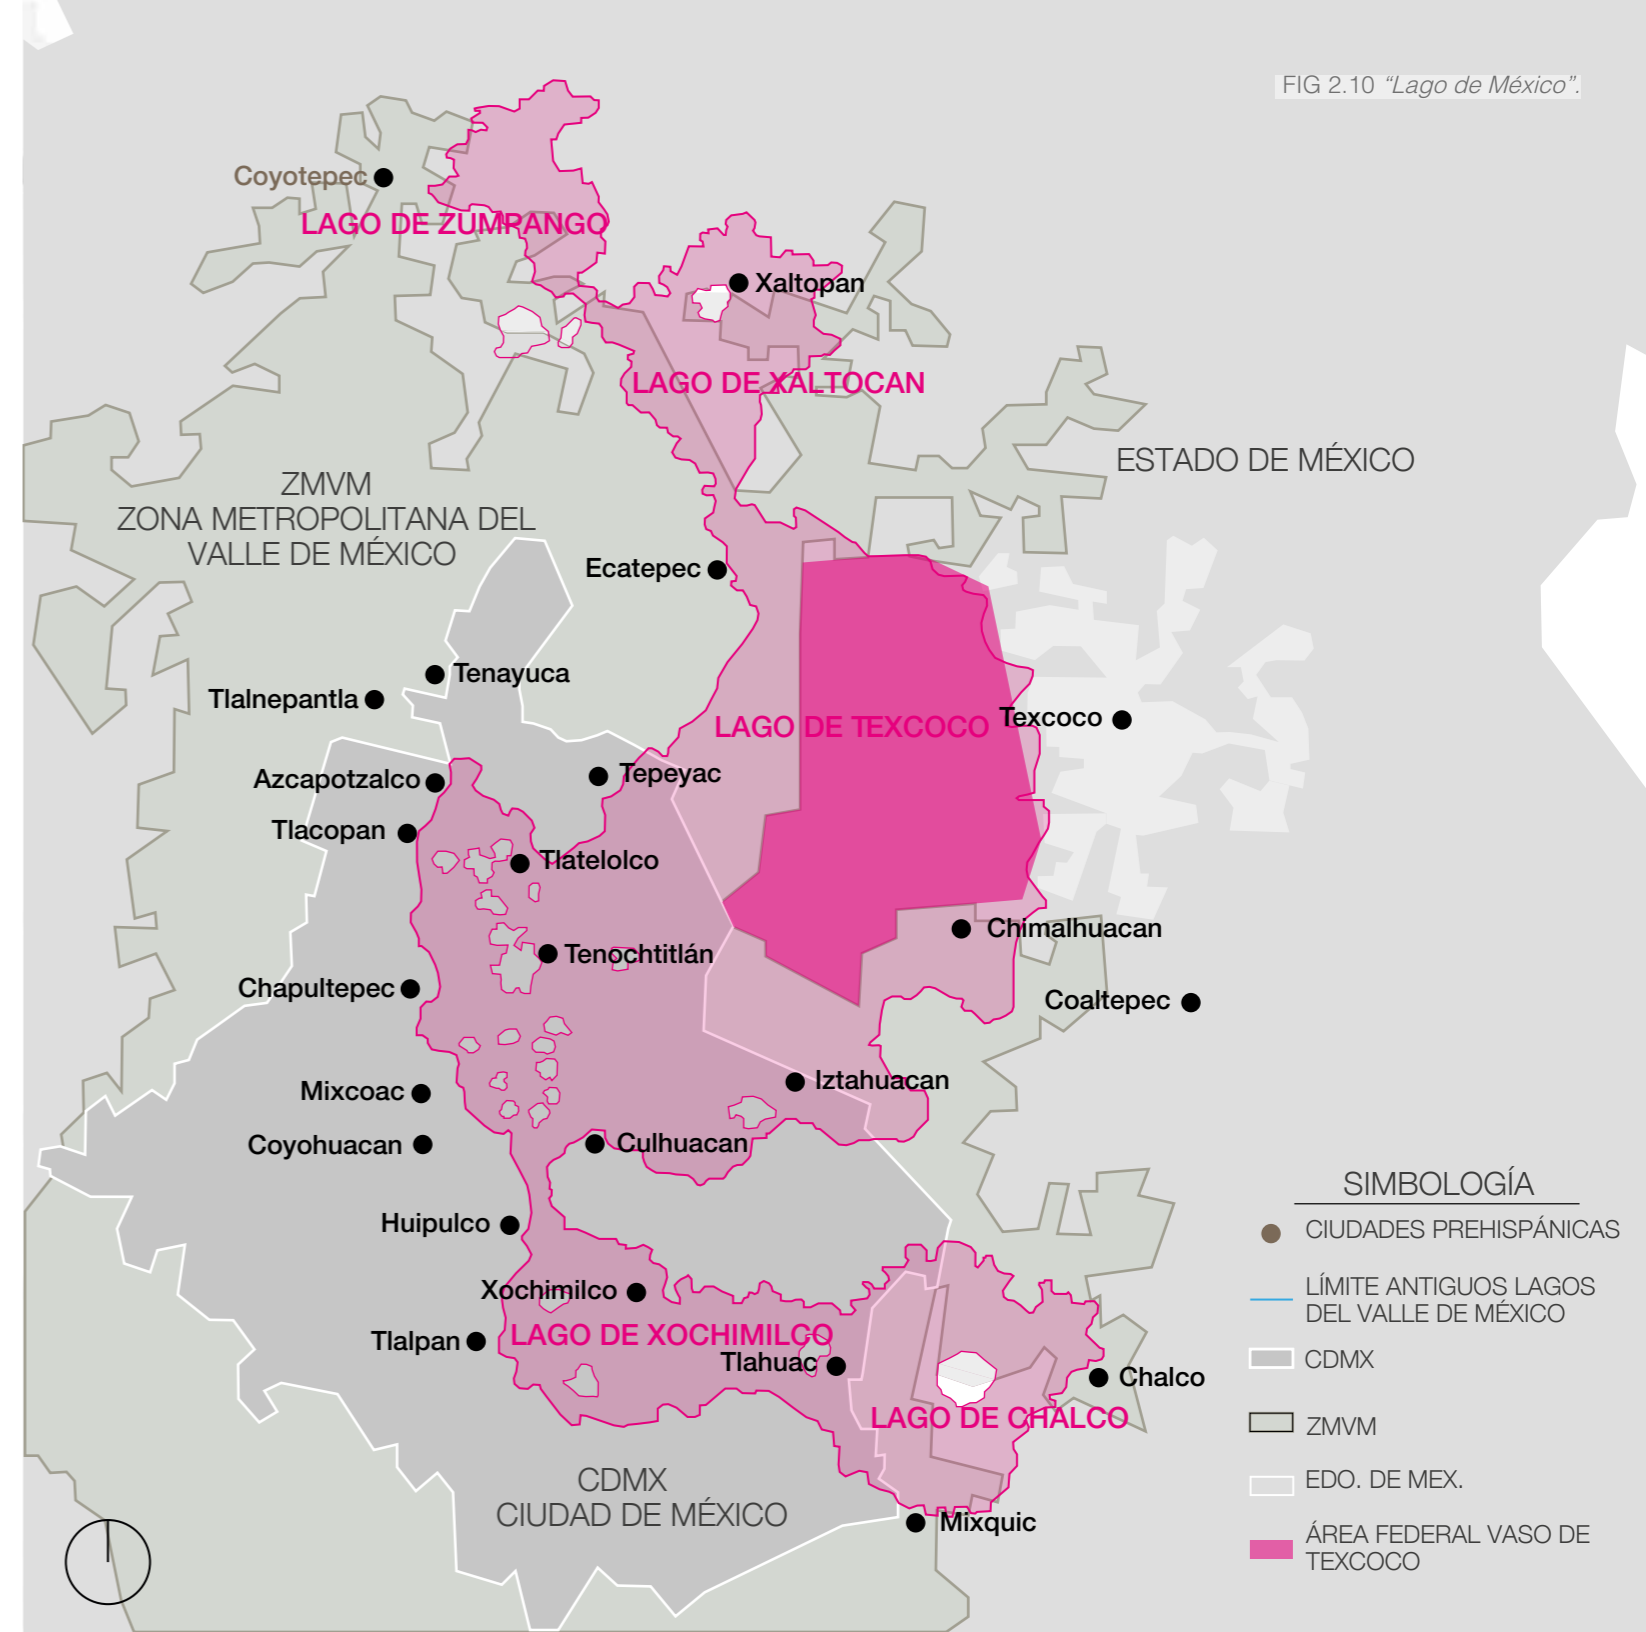 FIG 2.10 “Lago de México”.
Coyotepec
LAGO DE ZUMPANGO
Xaltopan
LAGO DE XALTOCAN
ESTADO DE MÉXICO
ZMVM
ZONA METROPOLITANA DEL
VALLE DE MÉXICO
Ecatepec
Tenayuca
Tlalnepantla
LAGO DE TEXCOCO
Texcoco
Azcapotzalco
Tepeyac
Tlacopan
Tlatelolco
Chimalhuacan
Tenochtitlán
Chapultepec
Coaltepec
Mixcoac
Iztahuacan
Coyohuacan
Culhuacan
Huipulco
Xochimilco
Tlalpan
LAGO DE XOCHIMILCO
Tlahuac
Chalco
LAGO DE CHALCO
CDMX
CIUDAD DE MÉXICO
Mixquic
SIMBOLOGÍA
CIUDADES PREHISPÁNICAS
LÍMITE ANTIGUOS LAGOS
DEL VALLE DE MÉXICO
CDMX
ZMVM
EDO. DE MEX.
ÁREA FEDERAL VASO DE
TEXCOCO